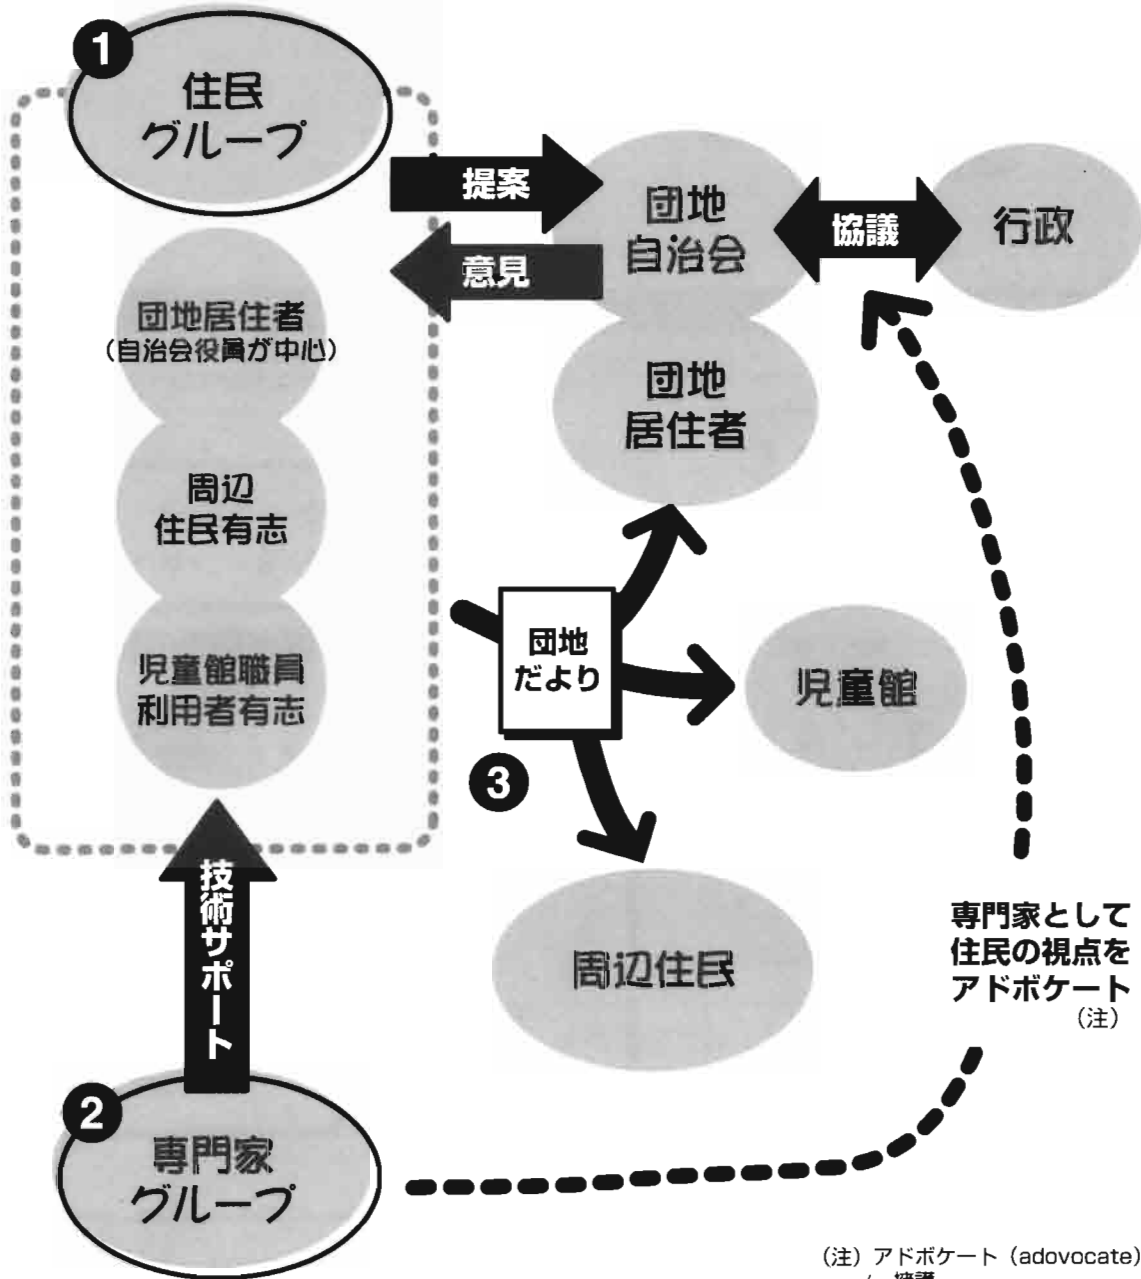 1
住民
グループ
団地居住者
(自治会役員が中心)
周辺
住民有志
児童館職員
利用者有志
提案
意見
団地
自治会
協議
行政
団地
居住者
団地
だより
3
児童館
周辺住民
技術サポート
2
専門家
グループ
専門家として
住民の視点を
アドボケート
(注)
(注) アドボケート (adovocate)